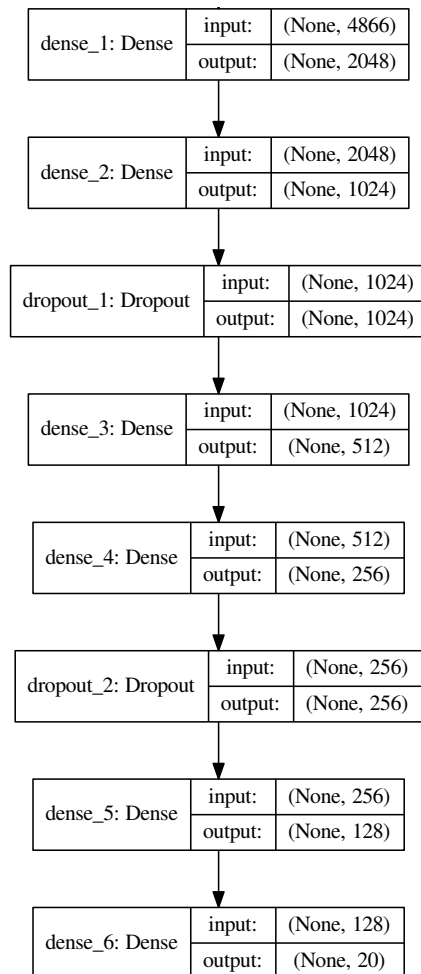 dense_1: Dense
input: (None, 4866)
output: (None, 2048)
dense_2: Dense
input: (None, 2048)
output: (None, 1024)
dropout_1: Dropout
input: (None, 1024)
output: (None, 1024)
dense_3: Dense
input: (None, 1024)
output: (None, 512)
dense_4: Dense
input: (None, 512)
output: (None, 256)
dropout_2: Dropout
input: (None, 256)
output: (None, 256)
dense_5: Dense
input: (None, 256)
output: (None, 128)
dense_6: Dense
input: (None, 128)
output: (None, 20)